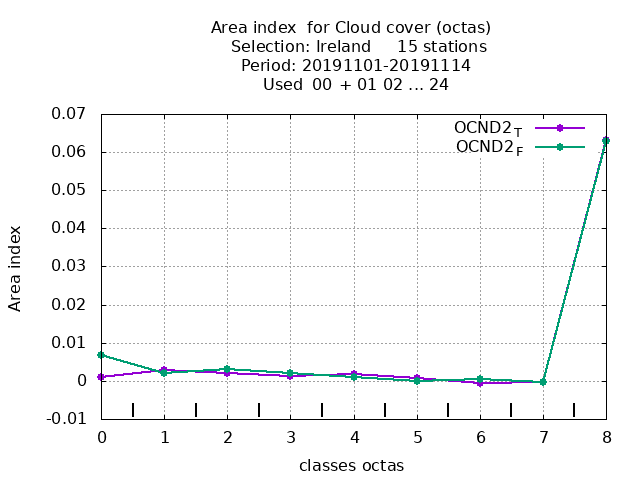 Area index  for Cloud cover (octas)
Selection: Ireland     15 stations
Period: 20191101-20191114
Used  00  + 01 02 ... 24
0.07
OCND2T
0.06
OCND2F
0.05
0.04
Area index
0.03
0.02
0.01
0
-0.01
0 1 2 3 4 5 6 7 8
classes octas